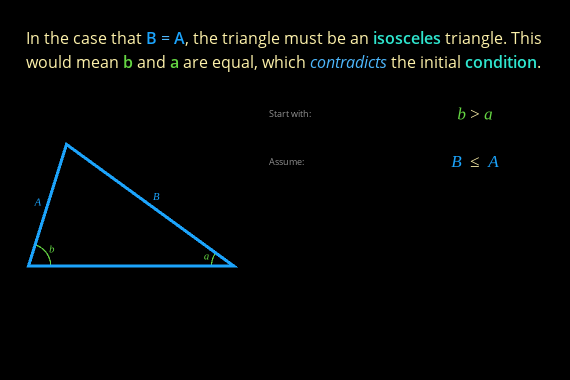 In the case that B = A, the triangle must be an isosceles triangle. This
would mean b and a are equal, which contradicts the initial condition.
Start with:
b > a
Assume:
B ≤ A
A
B
b
a